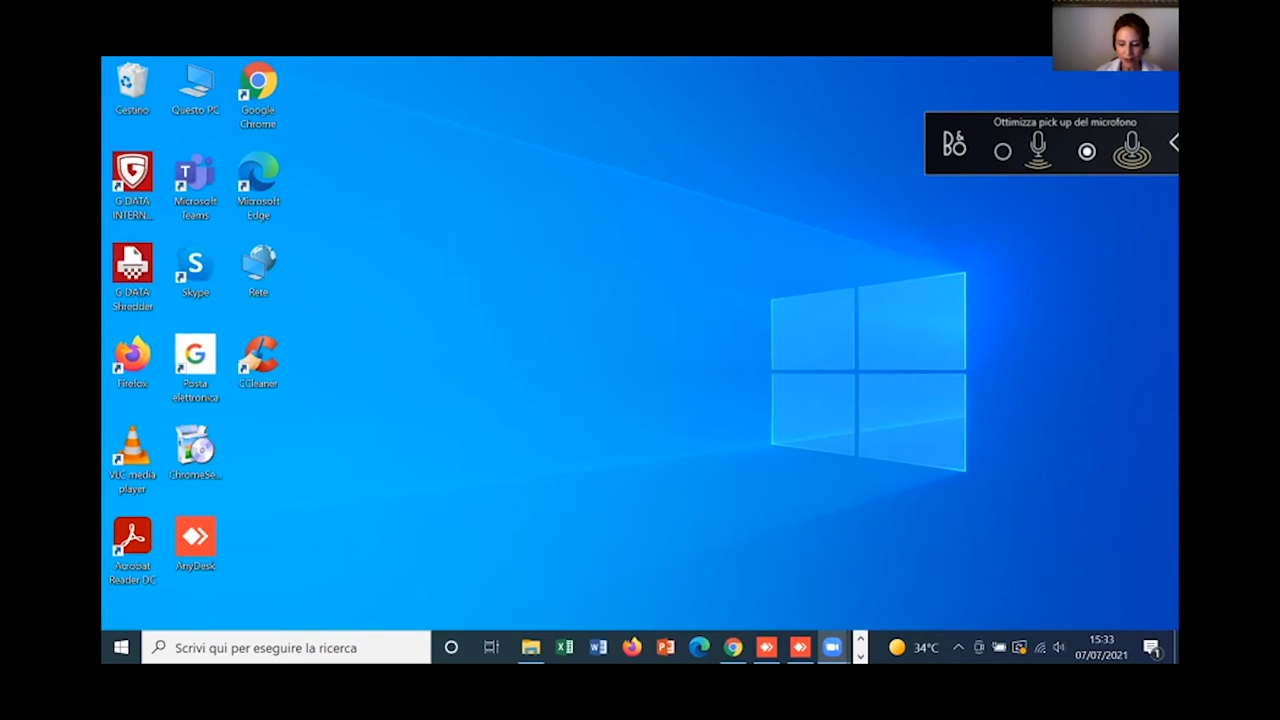 Cestino
Questo PC
Google
Chrome
Ottimizza pick up del microfono
B&O
G DATA
INTERN...
Microsoft
Teams
Microsoft
Edge
G DATA
Shredder
Skype
Rete
Firefox
Posta
elettronica
CCleaner
VLC media
player
ChromeSe...
Acrobat
Reader DC
AnyDesk
Scrivi qui per eseguire la ricerca
34°C
15:33
07/07/2021
1